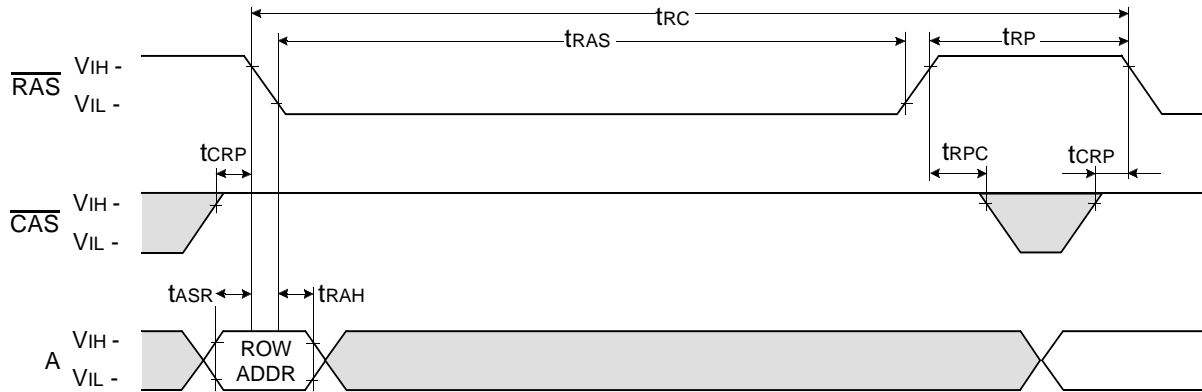 tRC
tRAS
tRP
RAS
VIH -
VIL -
tCRP
tRPC
tCRP
CAS
VIH -
VIL -
tASR
tRAH
A
VIH -
VIL -
ROW
ADDR